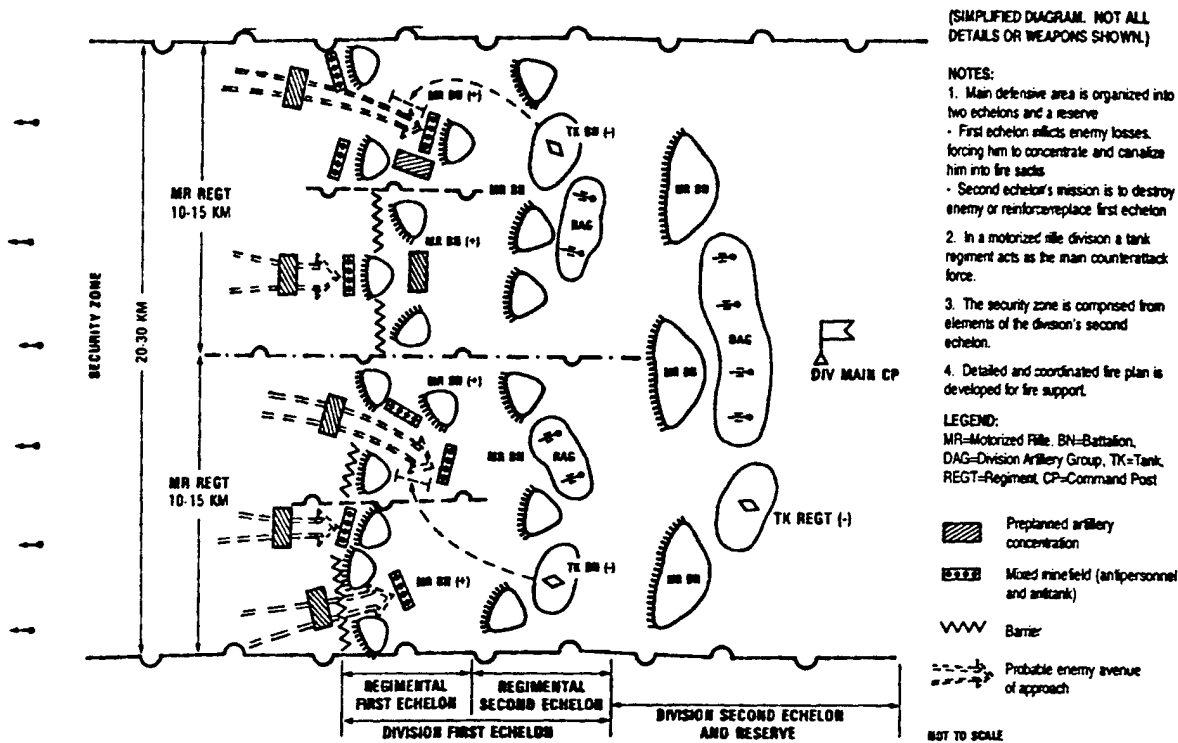 (SIMPLIFIED DIAGRAM. NOT ALL
DETAILS OR WEAPONS SHOWN.)
NOTES:
1. Main defensive area is organized into
two echelons and a reserve
- First echelon inflicts enemy losses,
forcing him to concentrate and canalize
him into fire sacks
- Second echelon's mission is to destroy
enemy or reinforce/replace first echelon
2. In a motorized rifle division a tank
regiment acts as the main counterattack
force.
3. The security zone is comprised from
elements of the division's second
echelon.
4. Detailed and coordinated fire plan is
developed for fire support.
LEGEND:
MR=Motorized Rifle. BN=Battalion,
DAG=Division Artillery Group, TK=Tank,
REGT=Regiment, CP=Command Post
Preplanned artillery
concentration
Mixed minefield (antipersonnel
and antitank)
Barrier
Probable enemy avenue
of approach
NOT TO SCALE
SECURITY ZONE
20-30 KM
MR REGT
10-15 KM
MR REGT
10-15 KM
MR BN (+)
TK BN (-)
MR BN
MR BN (+)
RAG
MR BN
DAG
MR BN
DIV MAIN CP
MR BN (+)
MR BN
RAG
TK REGT (-)
MR BN (+)
TK BN (-)
MR BN
REGIMENTAL
FIRST ECHELON
REGIMENTAL
SECOND ECHELON
DIVISION FIRST ECHELON
DIVISION SECOND ECHELON
AND RESERVE